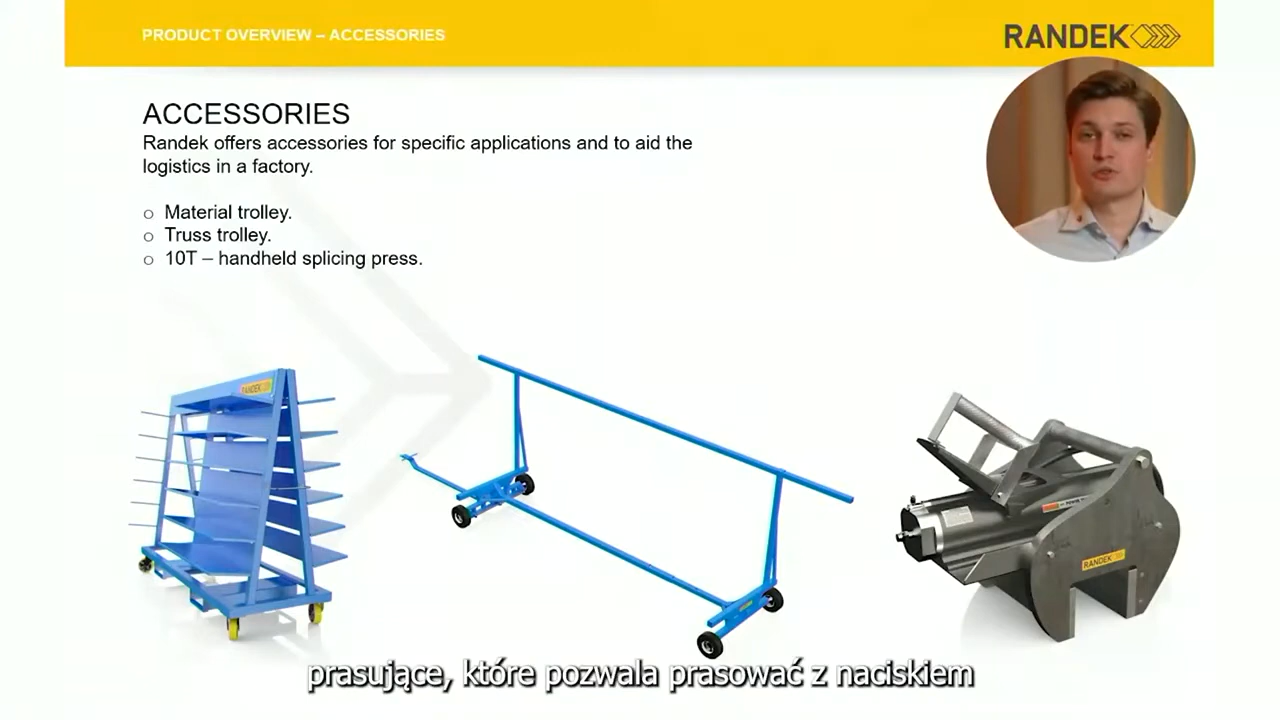 PRODUCT OVERVIEW – ACCESSORIES
RANDEK
ACCESSORIES
Randek offers accessories for specific applications and to aid the
logistics in a factory.
o Material trolley.
o Truss trolley.
o 10T – handheld splicing press.
RANDEK
RANDEK
prasujące, które pozwala prasować z naciskiem